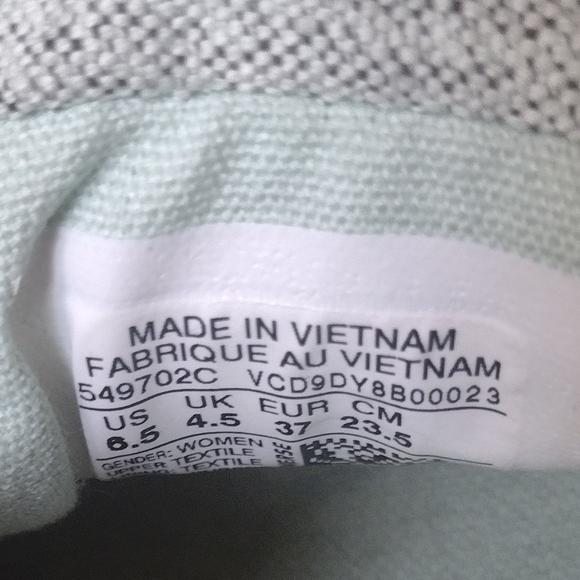 MADE IN VIETNAM
FABRIQUE AU VIETNAM
549702C VCD9DY8B00023
US UK EUR CM
6.5 4.5 37 23.5
GENDER: WOMEN
UPPER: TEXTILE
TEXTILE